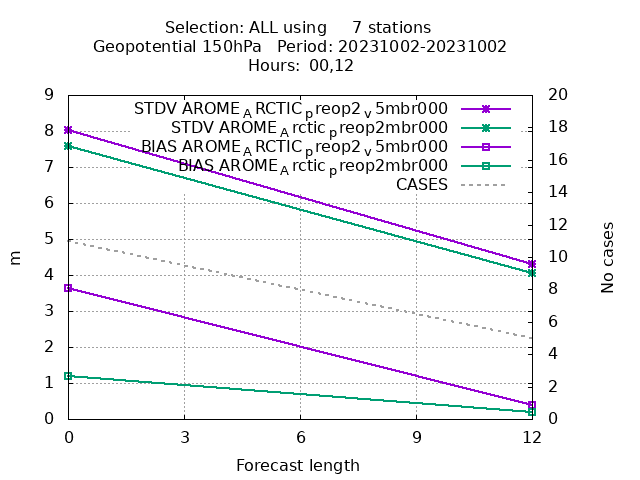 Selection: ALL using     7 stations
Geopotential 150hPa   Period: 20231002-20231002
Hours: 00,12
9
8
7
6
5
4
3
2
1
0
m
STDV AROME_ARCTIC_preop2_v5mbr000
STDV AROME_Arctic_preop2mbr000
BIAS AROME_ARCTIC_preop2_v5mbr000
BIAS AROME_Arctic_preop2mbr000
CASES
20
18
16
14
12
10
8
6
4
2
0
No cases
0 3 6 9 12
Forecast length